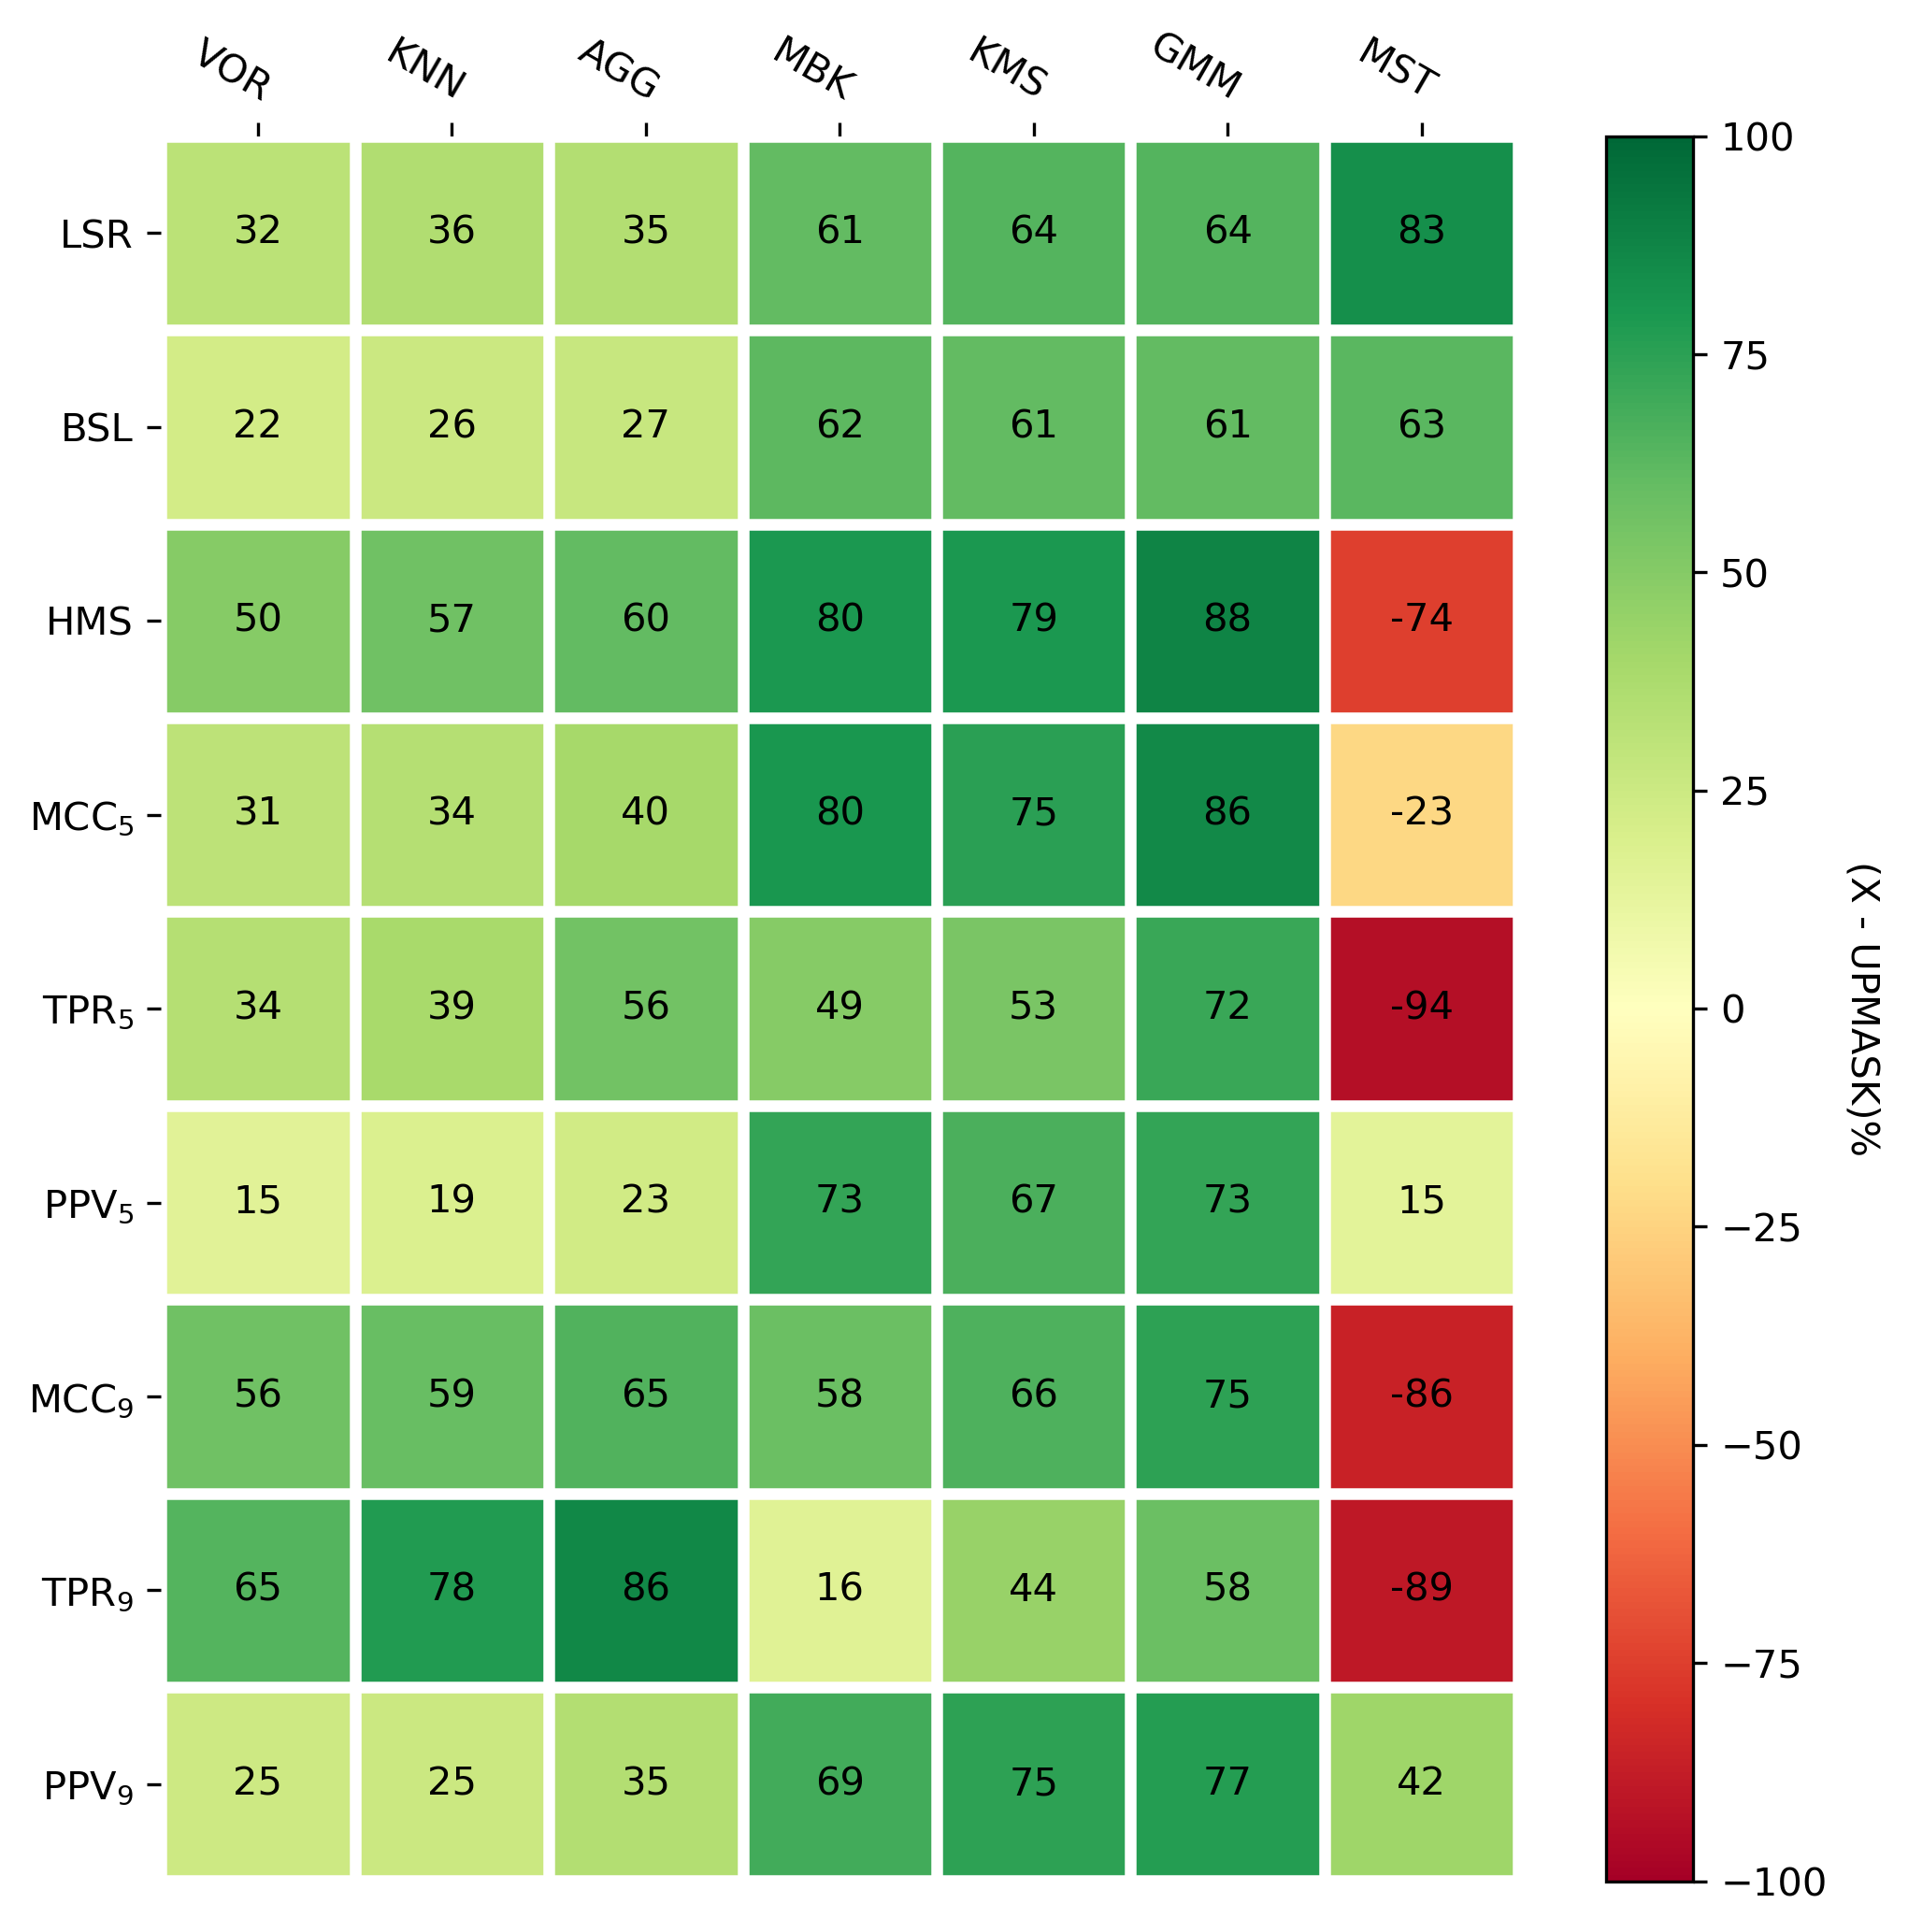 VOR KNN AGG MBK KMS GMM MST
LSR 32 36 35 61 64 64 83
BSL 22 26 27 62 61 61 63
HMS 50 57 60 80 79 88 -74
MCC₅ 31 34 40 80 75 86 -23
TPR₅ 34 39 56 49 53 72 -94
PPV₅ 15 19 23 73 67 73 15
MCC₉ 56 59 65 58 66 75 -86
TPR₉ 65 78 86 16 44 58 -89
PPV₉ 25 25 35 69 75 77 42
100
75
50
25
0
−25
−50
−75
−100
(X - UPMASK)%